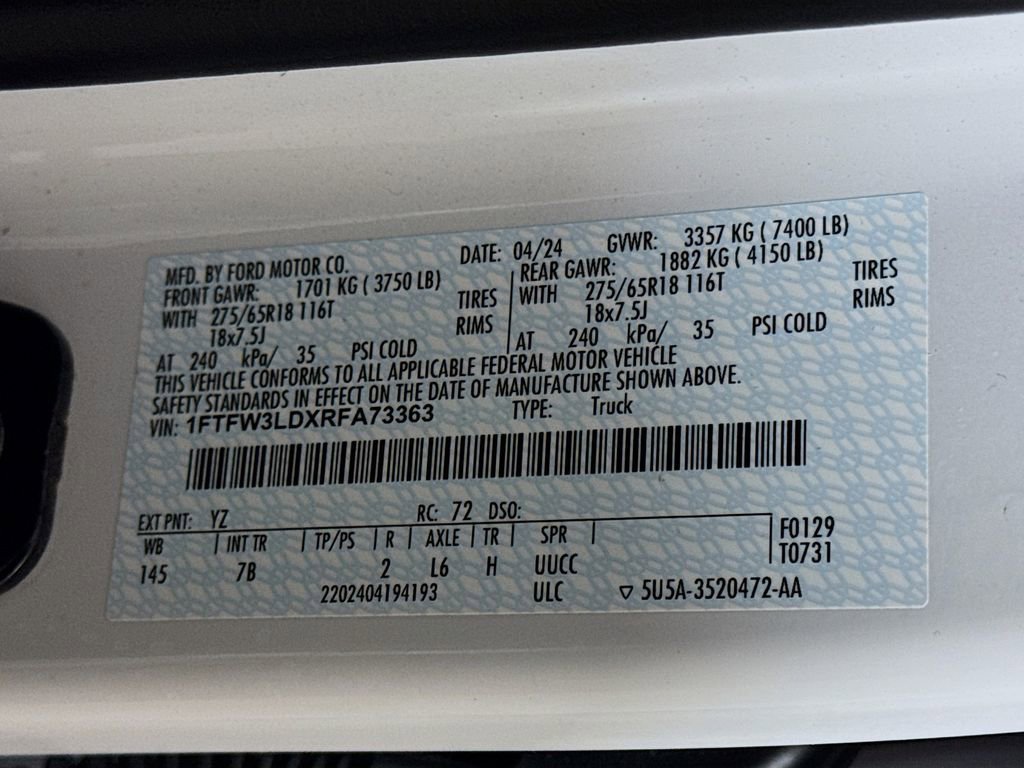 MFD. BY FORD MOTOR CO. DATE: 04/24 GVWR: 3357 KG ( 7400 LB)
FRONT GAWR: 1701 KG ( 3750 LB) REAR GAWR: 1882 KG ( 4150 LB)
WITH 275/65R18 116T TIRES WITH 275/65R18 116T TIRES
18x7.5J RIMS 18x7.5J RIMS
AT 240 kPa/ 35 PSI COLD AT 240 kPa/ 35 PSI COLD
THIS VEHICLE CONFORMS TO ALL APPLICABLE FEDERAL MOTOR VEHICLE
SAFETY STANDARDS IN EFFECT ON THE DATE OF MANUFACTURE SHOWN ABOVE.
VIN: 1FTFW3LDXRFA73363 TYPE: Truck
EXT PNT: YZ RC: 72 DSO:
WB | INT TR | TP/PS | R | AXLE | TR | SPR | F0129
145 7B 2 L6 H UUCC T0731
2202404194193 ULC ▽ 5U5A-3520472-AA